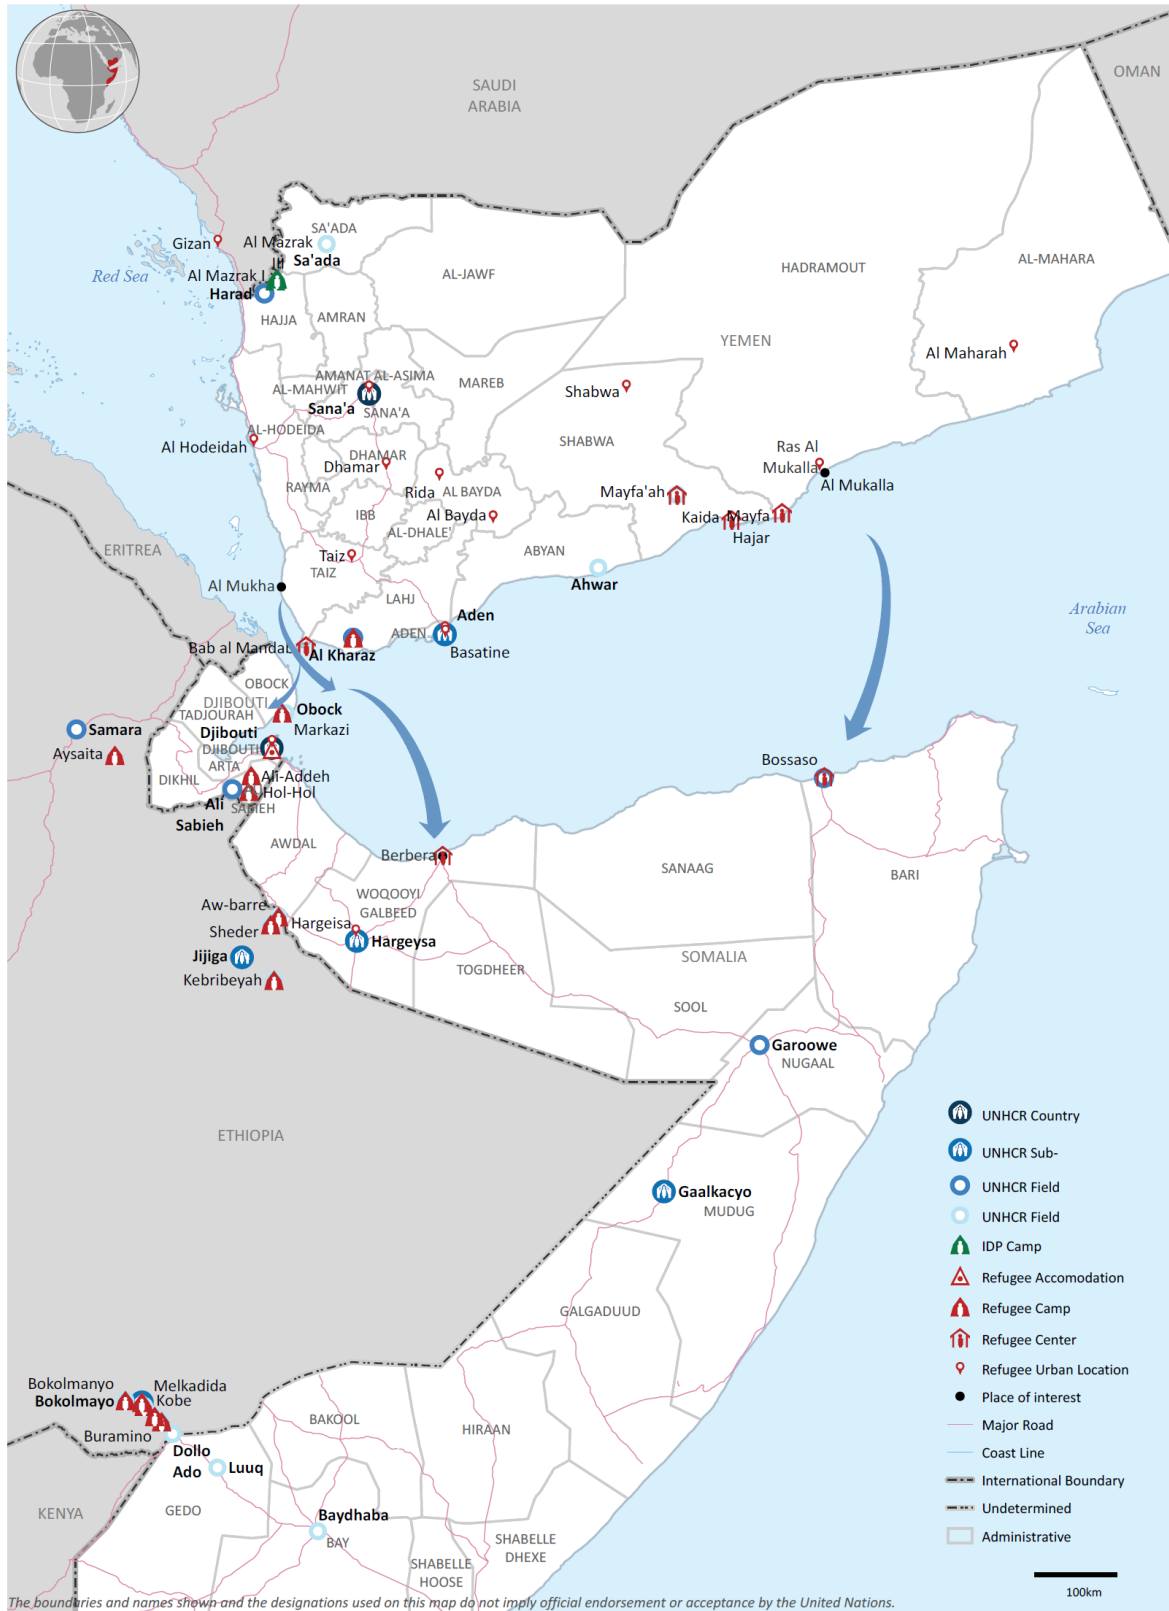 SAUDI
ARABIA
OMAN
SA'ADA
Gizan
Al Mazrak
III
Sa'ada
Red Sea
Al Mazrak I
Harad
AL-JAWF
HADRAMOUT
AL-MAHARA
HAJJA
AMRAN
YEMEN
Al Maharah
AMANAT AL-ASIMA
AL-MAHWIT
MAREB
Shabwa
Sana'a
SANA'A
AL-HODEIDA
Al Hodeidah
SHABWA
DHAMAR
Dhamar
Ras Al
Mukalla
Al Mukalla
RAYMA
Rida
AL BAYDA
Mayfa'ah
IBB
Al Bayda
Kaida
Mayfa
Hajar
AL-DHALE'
ERITREA
ABYAN
Taiz
TAIZ
Al Mukha
Ahwar
LAHJ
Aden
ADEN
Basatine
Arabian
Sea
Bab al Mandab
Al Kharaz
OBOCK
DJIBOUTI
TADJOURAH
Obock
Markazi
Samara
Djibouti
DJIBOUTI
Aysaita
ARTA
DIKHIL
Ali-Addeh
Hol-Hol
Ali
Sabieh
SABIEH
Bossaso
AWDAL
Berbera
SANAAG
BARI
WOQOOYI
GALBEED
Aw-barre
Hargeisa
Sheder
Hargeysa
Jijiga
Kebribeyah
TOGDHEER
SOMALIA
SOOL
Garoowe
NUGAAL
ETHIOPIA
Gaalkacyo
MUDUG
GALGADUUD
UNHCR Country
UNHCR Sub-
UNHCR Field
UNHCR Field
IDP Camp
Refugee Accomodation
Refugee Camp
Refugee Center
Refugee Urban Location
Place of interest
Major Road
Coast Line
International Boundary
Undetermined
Administrative
100km
Bokolmanyo
Melkadida
Bokolmayo
Kobe
Buramino
BAKOOL
HIRAAN
Dollo
Ado
Luuq
KENYA
GEDO
Baydhaba
BAY
SHABELLE
DHEXE
SHABELLE
HOOSE
The boundaries and names shown and the designations used on this map do not imply official endorsement or acceptance by the United Nations.